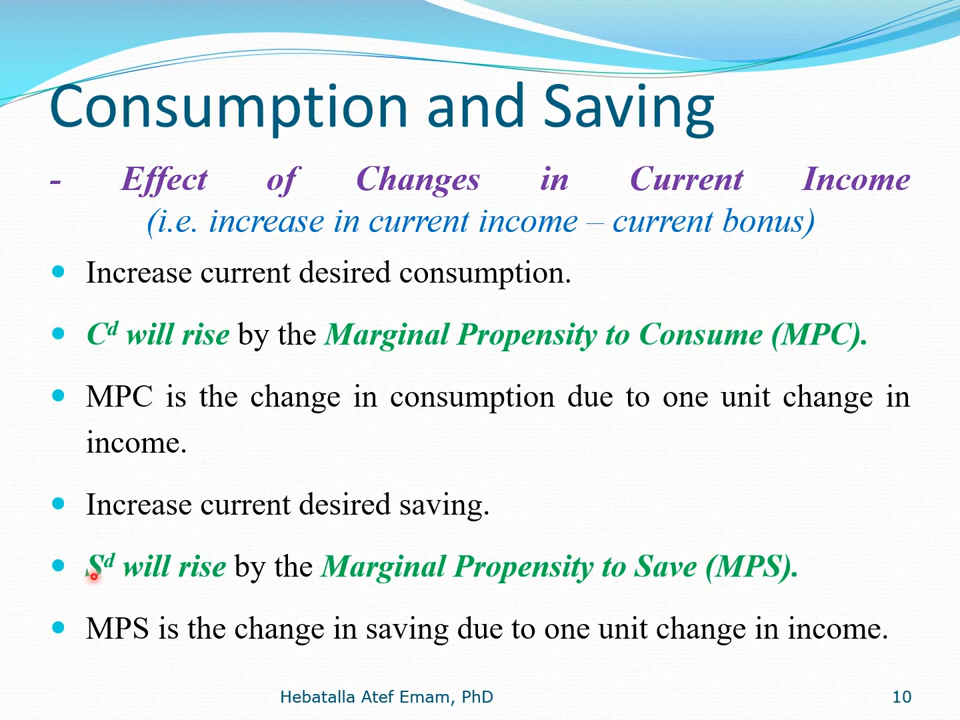 Consumption and Saving
- Effect of Changes in Current Income
(i.e. increase in current income – current bonus)
• Increase current desired consumption.
• Cᵈ will rise by the Marginal Propensity to Consume (MPC).
• MPC is the change in consumption due to one unit change in
income.
• Increase current desired saving.
• Sᵈ will rise by the Marginal Propensity to Save (MPS).
• MPS is the change in saving due to one unit change in income.
Hebatalla Atef Emam, PhD 10